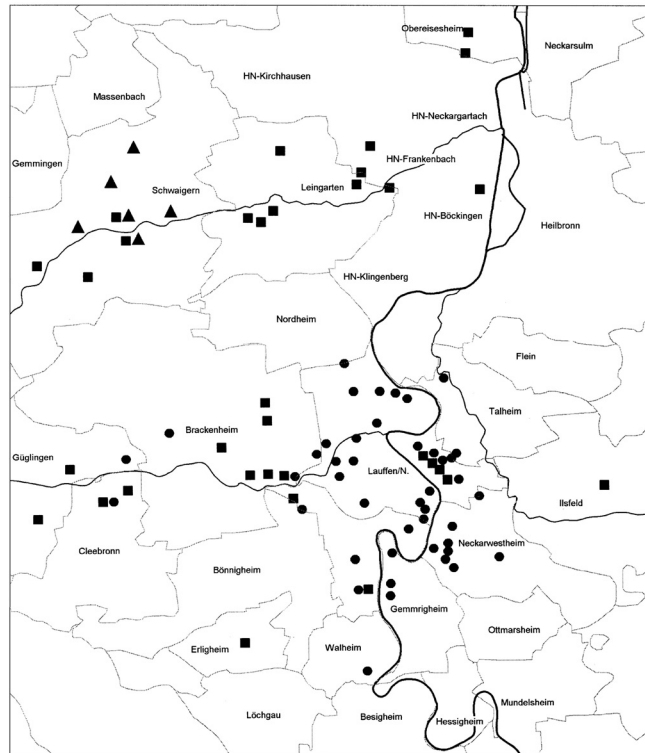 Obereisesheim
Neckarsulm
HN-Kirchhausen
Massenbach
HN-Neckargartach
Gemmingen
HN-Frankenbach
Schwaigern
Leingarten
HN-Böckingen
Heilbronn
HN-Klingenberg
Nordheim
Flein
Talheim
Brackenheim
Güglingen
Lauffen/N.
Ilsfeld
Neckarwestheim
Cleebronn
Bönnigheim
Gemmrigheim
Ottmarsheim
Erligheim
Walheim
Mundelsheim
Löchgau
Besigheim
Hessigheim